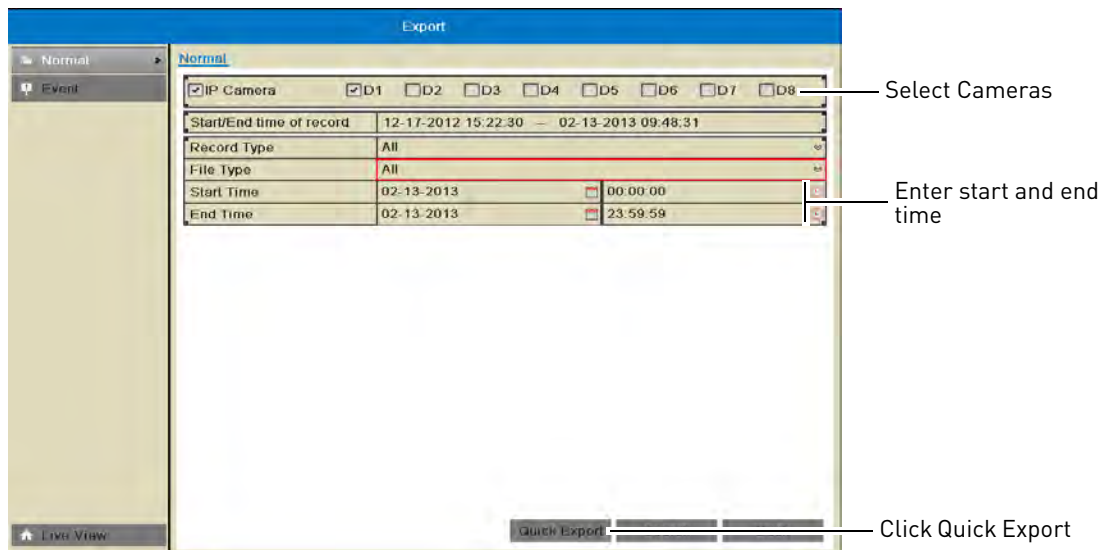 Export
Normal
Event
Normal
IP Camera D1 D2 D3 D4 D5 D6 D7 D8
Select Cameras
Start/End time of record 12-17-2012 15:22:30 — 02-13-2013 09:48:31
Record Type All
File Type All
Start Time 02-13-2013 00:00:00
End Time 02-13-2013 23:59:59
Enter start and end
time
Live View
Quick Export
Click Quick Export